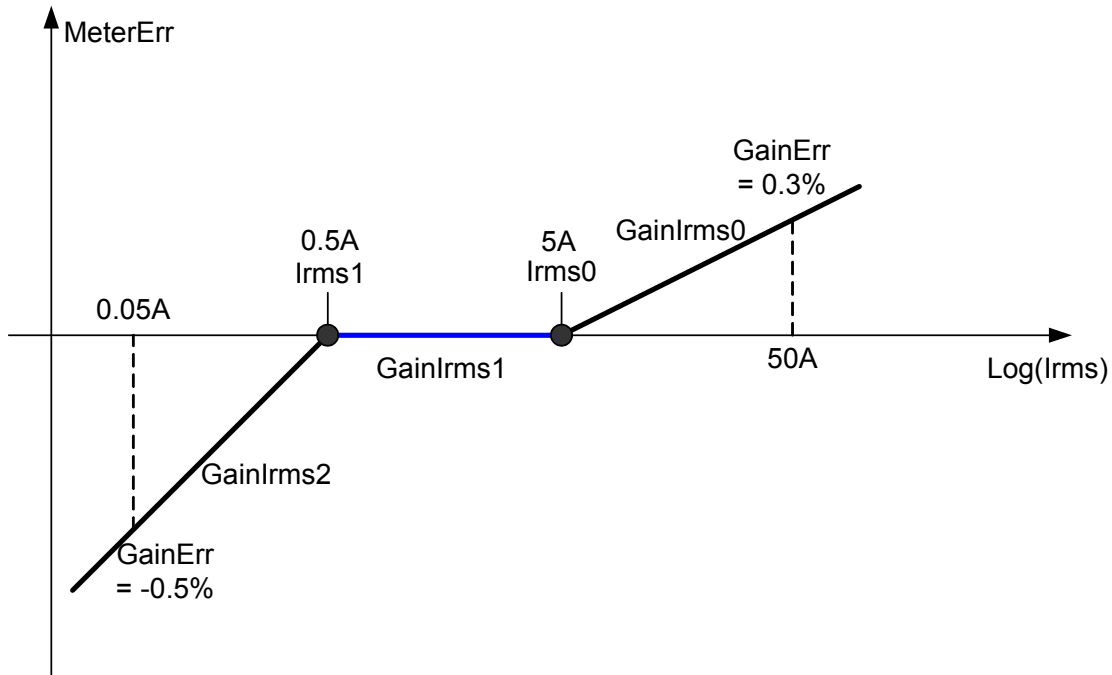 MeterErr
GainErr
= 0.3%
GainIrms0
0.5A
Irms1
5A
Irms0
0.05A
GainIrms1
50A
Log(Irms)
GainIrms2
GainErr
= -0.5%